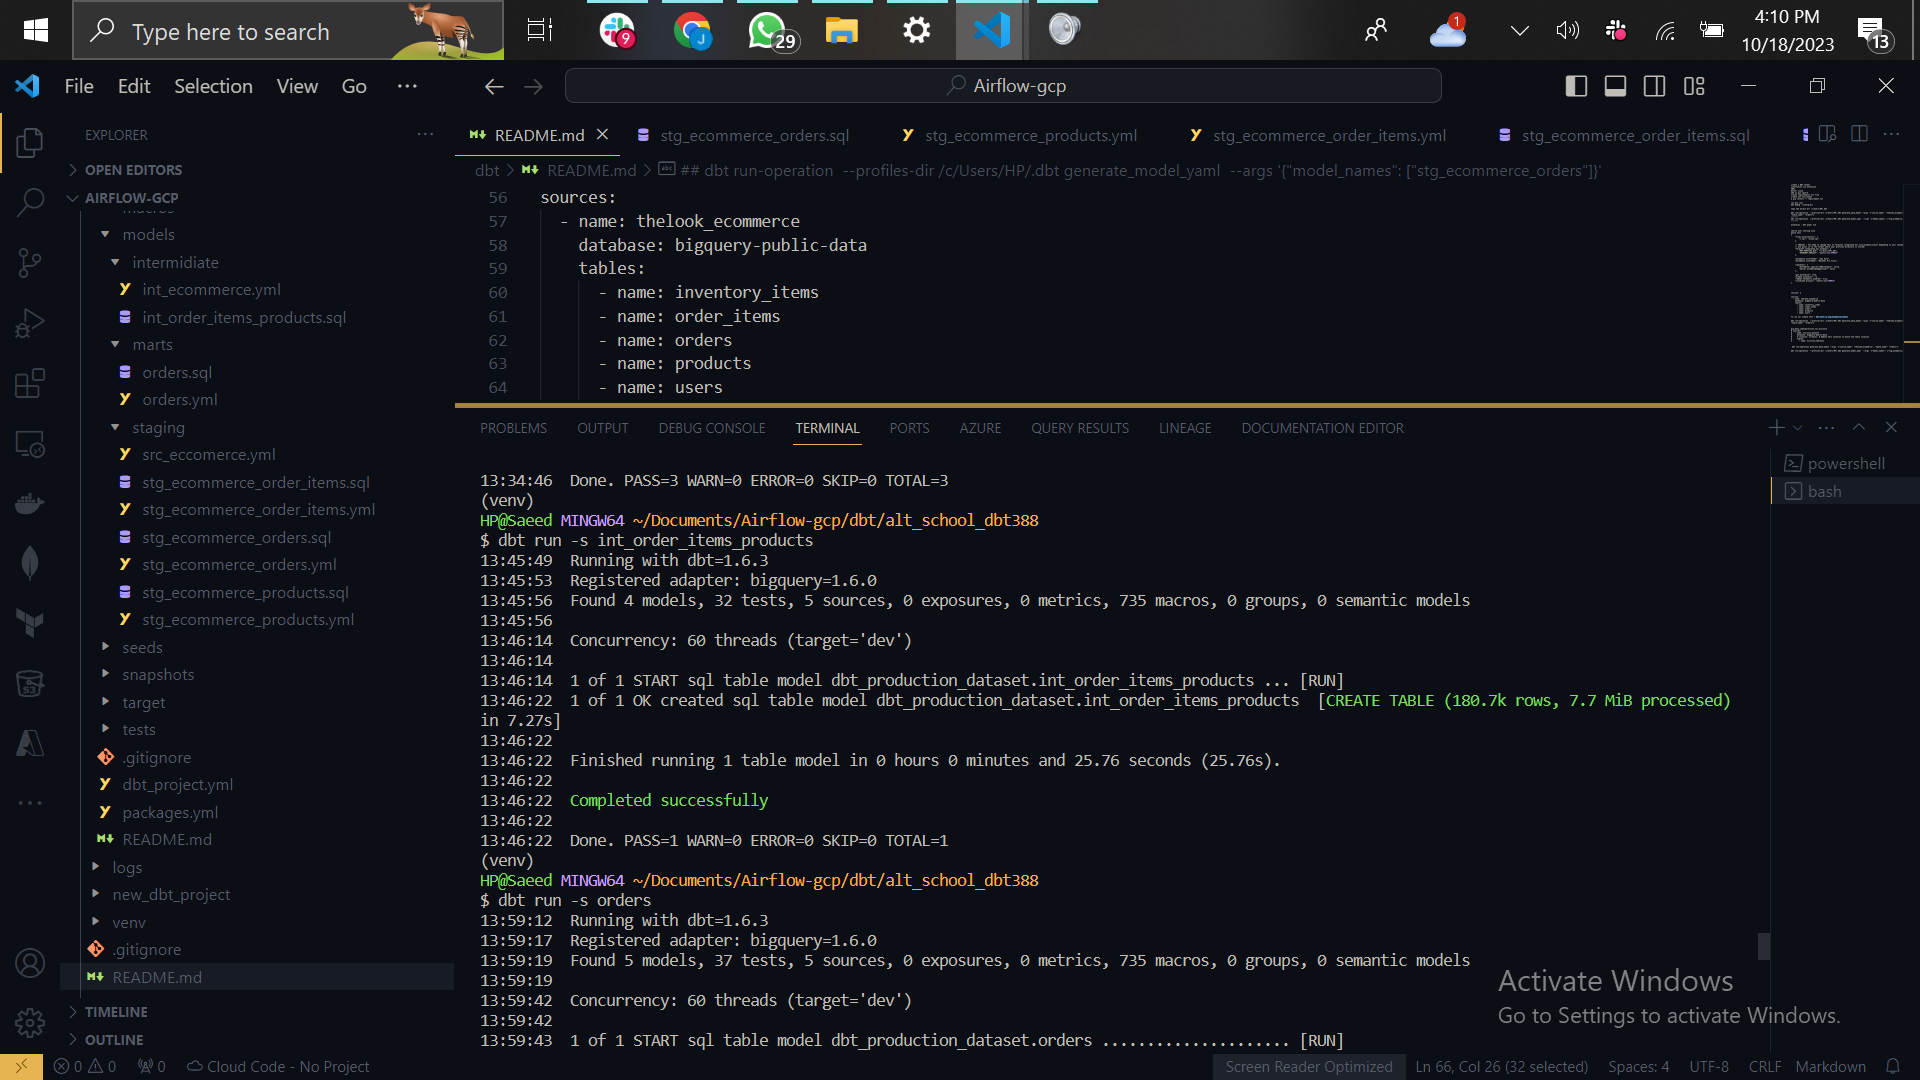 Type here to search
9
29
1
4:10 PM
10/18/2023
13
File Edit Selection View Go ···
Airflow-gcp
EXPLORER
OPEN EDITORS
AIRFLOW-GCP
macros
models
intermidiate
int_ecommerce.yml
int_order_items_products.sql
marts
orders.sql
orders.yml
staging
src_eccomerce.yml
stg_ecommerce_order_items.sql
stg_ecommerce_order_items.yml
stg_ecommerce_orders.sql
stg_ecommerce_orders.yml
stg_ecommerce_products.sql
stg_ecommerce_products.yml
seeds
snapshots
target
tests
.gitignore
dbt_project.yml
packages.yml
README.md
logs
new_dbt_project
venv
.gitignore
README.md
TIMELINE
OUTLINE
README.md stg_ecommerce_orders.sql stg_ecommerce_products.yml stg_ecommerce_order_items.yml stg_ecommerce_order_items.sql
dbt > README.md > ## dbt run-operation --profiles-dir /c/Users/HP/.dbt generate_model_yaml --args '{"model_names": ["stg_ecommerce_orders"]}'
56 sources:
57 - name: thelook_ecommerce
58 database: bigquery-public-data
59 tables:
60 - name: inventory_items
61 - name: order_items
62 - name: orders
63 - name: products
64 - name: users
PROBLEMS OUTPUT DEBUG CONSOLE TERMINAL PORTS AZURE QUERY RESULTS LINEAGE DOCUMENTATION EDITOR
powershell
bash
13:34:46 Done. PASS=3 WARN=0 ERROR=0 SKIP=0 TOTAL=3
(venv)
HP@Saeed MINGW64 ~/Documents/Airflow-gcp/dbt/alt_school_dbt388
$ dbt run -s int_order_items_products
13:45:49 Running with dbt=1.6.3
13:45:53 Registered adapter: bigquery=1.6.0
13:45:56 Found 4 models, 32 tests, 5 sources, 0 exposures, 0 metrics, 735 macros, 0 groups, 0 semantic models
13:45:56
13:46:14 Concurrency: 60 threads (target='dev')
13:46:14
13:46:14 1 of 1 START sql table model dbt_production_dataset.int_order_items_products ... [RUN]
13:46:22 1 of 1 OK created sql table model dbt_production_dataset.int_order_items_products [CREATE TABLE (180.7k rows, 7.7 MiB processed)
in 7.27s]
13:46:22
13:46:22 Finished running 1 table model in 0 hours 0 minutes and 25.76 seconds (25.76s).
13:46:22
13:46:22 Completed successfully
13:46:22
13:46:22 Done. PASS=1 WARN=0 ERROR=0 SKIP=0 TOTAL=1
(venv)
HP@Saeed MINGW64 ~/Documents/Airflow-gcp/dbt/alt_school_dbt388
$ dbt run -s orders
13:59:12 Running with dbt=1.6.3
13:59:17 Registered adapter: bigquery=1.6.0
13:59:19 Found 5 models, 37 tests, 5 sources, 0 exposures, 0 metrics, 735 macros, 0 groups, 0 semantic models
13:59:19
13:59:42 Concurrency: 60 threads (target='dev')
13:59:42
13:59:43 1 of 1 START sql table model dbt_production_dataset.orders ..................... [RUN]
Activate Windows
Go to Settings to activate Windows.
0 0 0 Cloud Code - No Project
Screen Reader Optimized Ln 66, Col 26 (32 selected) Spaces: 4 UTF-8 CRLF Markdown